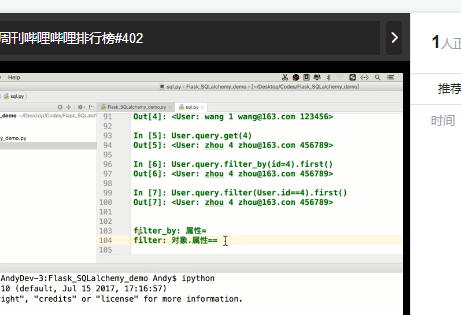 周刊哔哩哔哩排行榜#402
1人正
推荐
时间
Help
sql.py - Flask_SQLalchemy_demo - [~/Desktop/Codes/Flask_SQLalchemy_demo]
sql.py
Flask_SQLalchemy_demo.py
sql.py
_demo ~/Desktop/Codes/Flask_SQLa
y_demo.py
91 Out[4]: <User: wang 1 wang@163.com 123456>
92
93 In [5]: User.query.get(4)
94 Out[5]: <User: zhou 4 zhou@163.com 456789>
95
96 In [6]: User.query.filter_by(id=4).first()
97 Out[6]: <User: zhou 4 zhou@163.com 456789>
98
99 In [7]: User.query.filter(User.id==4).first()
100 Out[7]: <User: zhou 4 zhou@163.com 456789>
101
102
103 filter_by: 属性=
104 filter: 对象.属性==
105
AndyDev-3:Flask_SQLalchemy_demo Andy$ ipython
10 (default, Jul 15 2017, 17:16:57)
right", "credits" or "license" for more information.